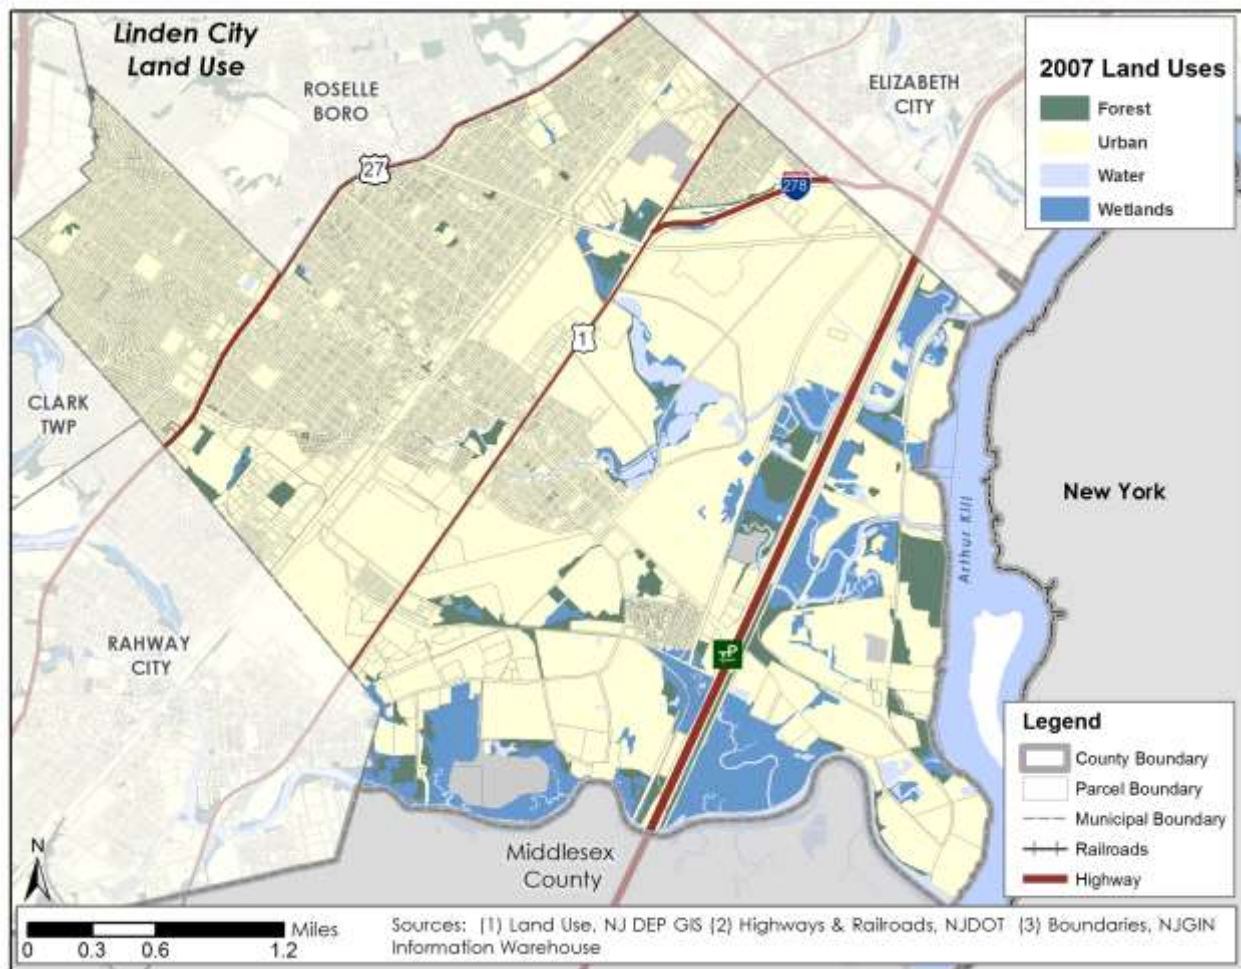 Linden City
Land Use
ROSELLE
BORO
ELIZABETH
CITY
2007 Land Uses
Forest
Urban
Water
Wetlands
27
278
1
CLARK
TWP
New York
Arthur Kill
RAHWAY
CITY
Middlesex
County
Legend
County Boundary
Parcel Boundary
Municipal Boundary
Railroads
Highway
N
Miles
0 0.3 0.6 1.2
Sources: (1) Land Use, NJ DEP GIS (2) Highways & Railroads, NJDOT (3) Boundaries, NJGIN
Information Warehouse